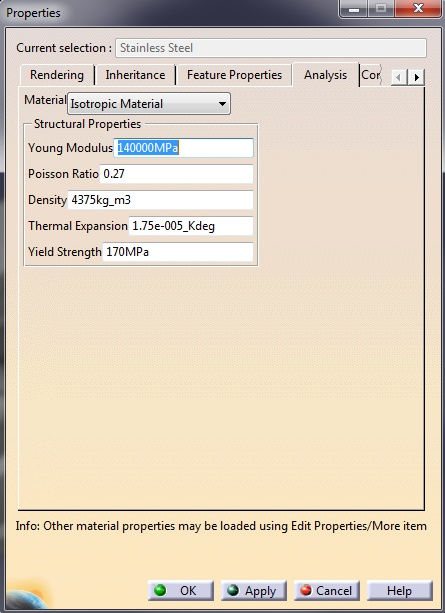 Properties
Current selection : Stainless Steel
Rendering Inheritance Feature Properties Analysis Cor
Material Isotropic Material
Structural Properties
Young Modulus 140000MPa
Poisson Ratio 0.27
Density 4375kg_m3
Thermal Expansion 1.75e-005_Kdeg
Yield Strength 170MPa
Info: Other material properties may be loaded using Edit Properties/More item
OK Apply Cancel Help